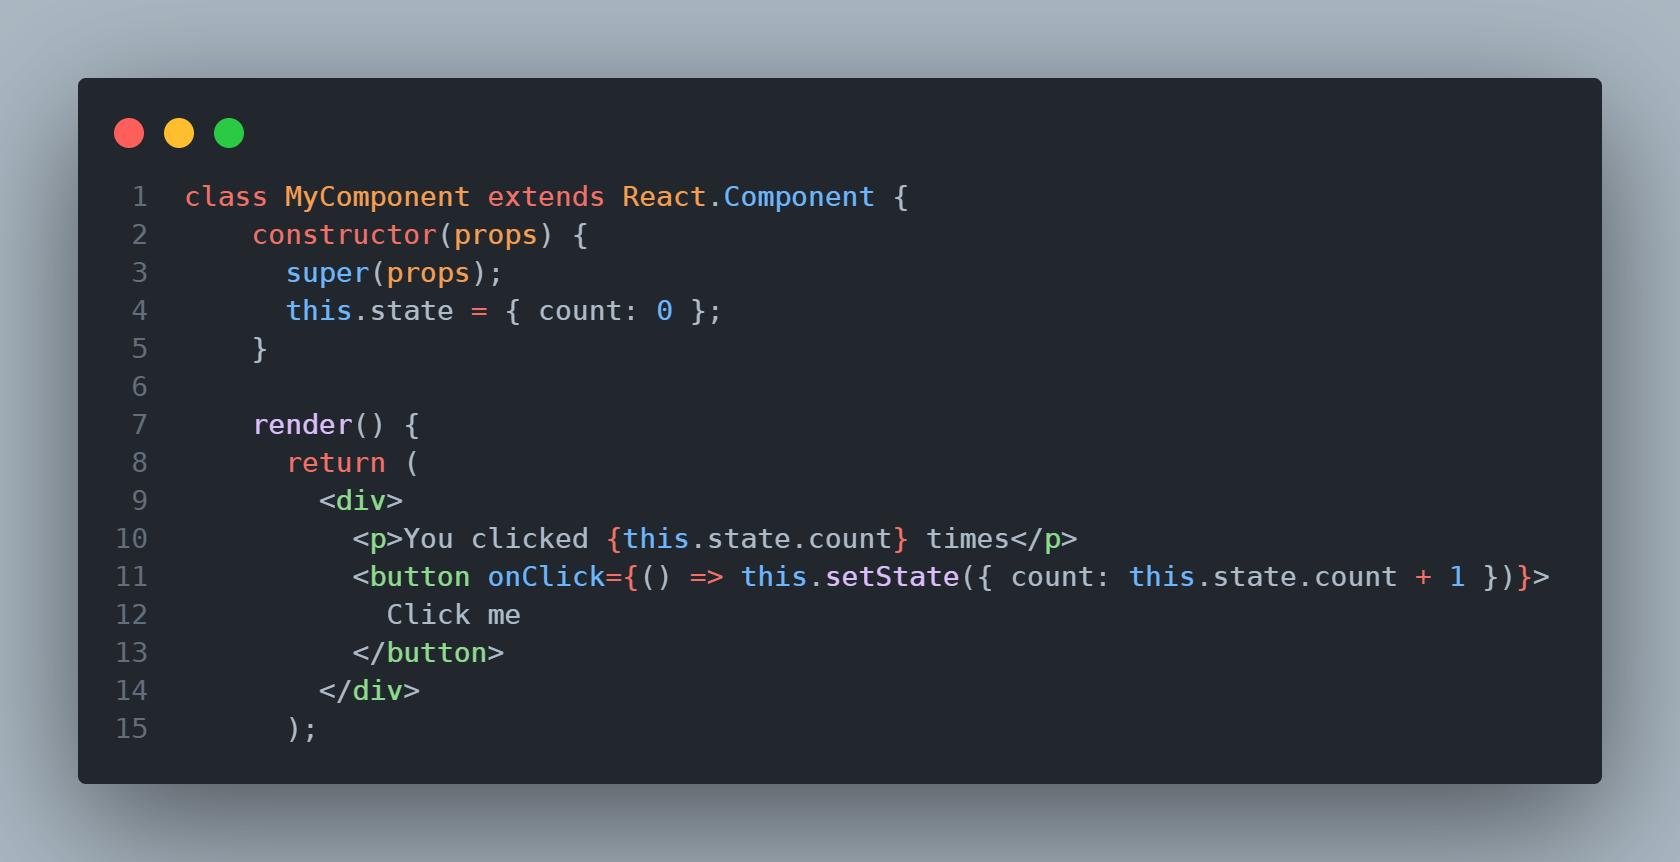 1 class MyComponent extends React.Component {
2     constructor(props) {
3       super(props);
4       this.state = { count: 0 };
5     }
6
7     render() {
8       return (
9         <div>
10           <p>You clicked {this.state.count} times</p>
11           <button onClick={() => this.setState({ count: this.state.count + 1 })}>
12             Click me
13           </button>
14         </div>
15       );